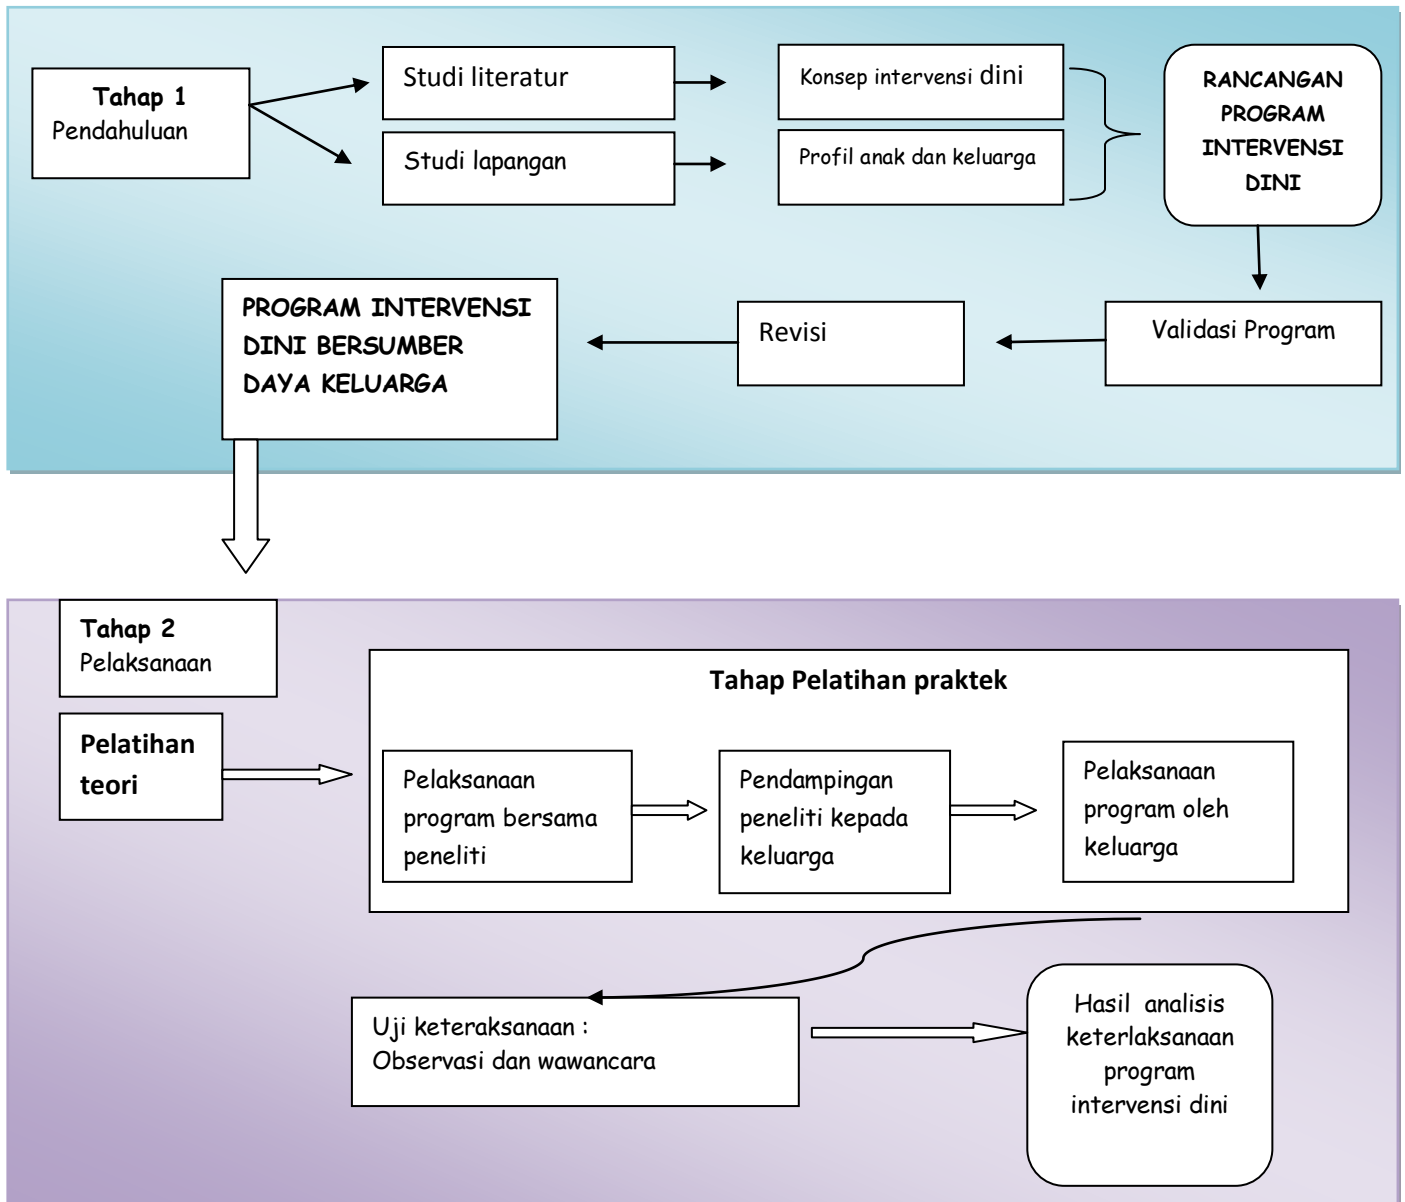 Tahap 1
Pendahuluan
Studi literatur
Studi lapangan
Konsep intervensi dini
Profil anak dan keluarga
RANCANGAN
PROGRAM
INTERVENSI
DINI
Validasi Program
Revisi
PROGRAM INTERVENSI
DINI BERSUMBER
DAYA KELUARGA
Tahap 2
Pelaksanaan
Pelatihan
teori
Tahap Pelatihan praktek
Pelaksanaan
program bersama
peneliti
Pendampingan
peneliti kepada
keluarga
Pelaksanaan
program oleh
keluarga
Uji keteraksanaan :
Observasi dan wawancara
Hasil analisis
keterlaksanaan
program
intervensi dini